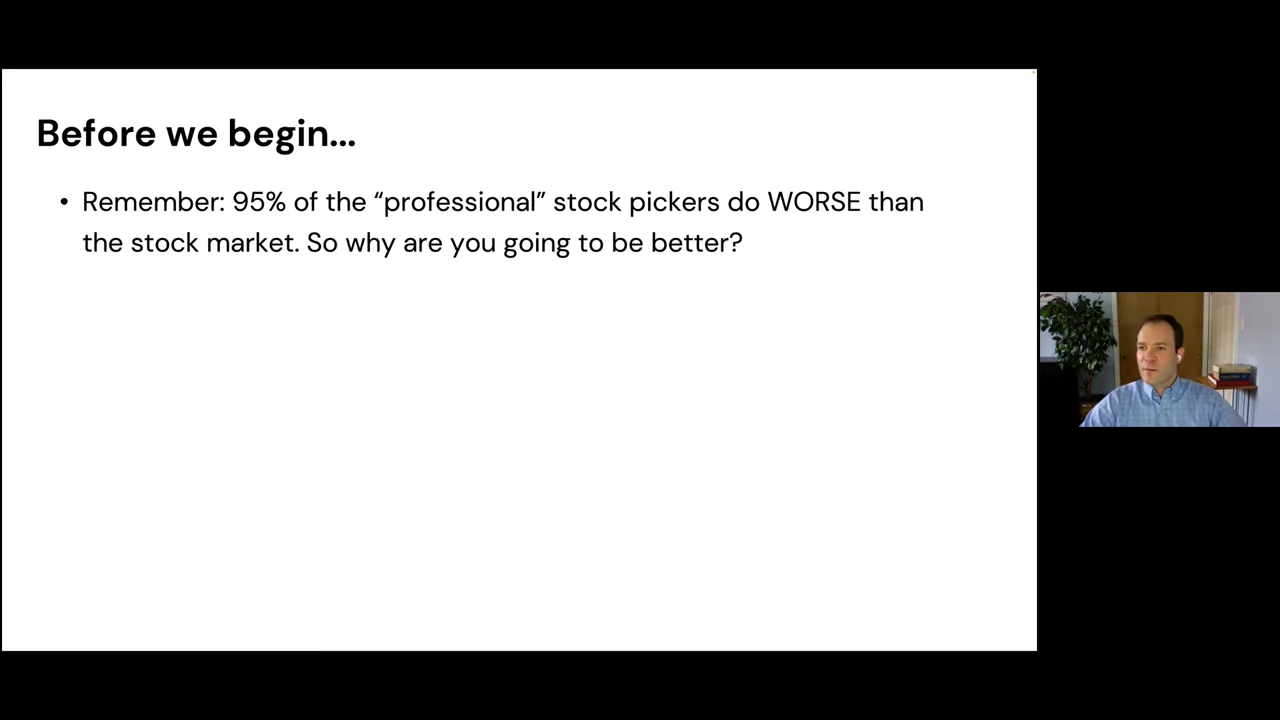 Before we begin...
• Remember: 95% of the “professional” stock pickers do WORSE than
the stock market. So why are you going to be better?